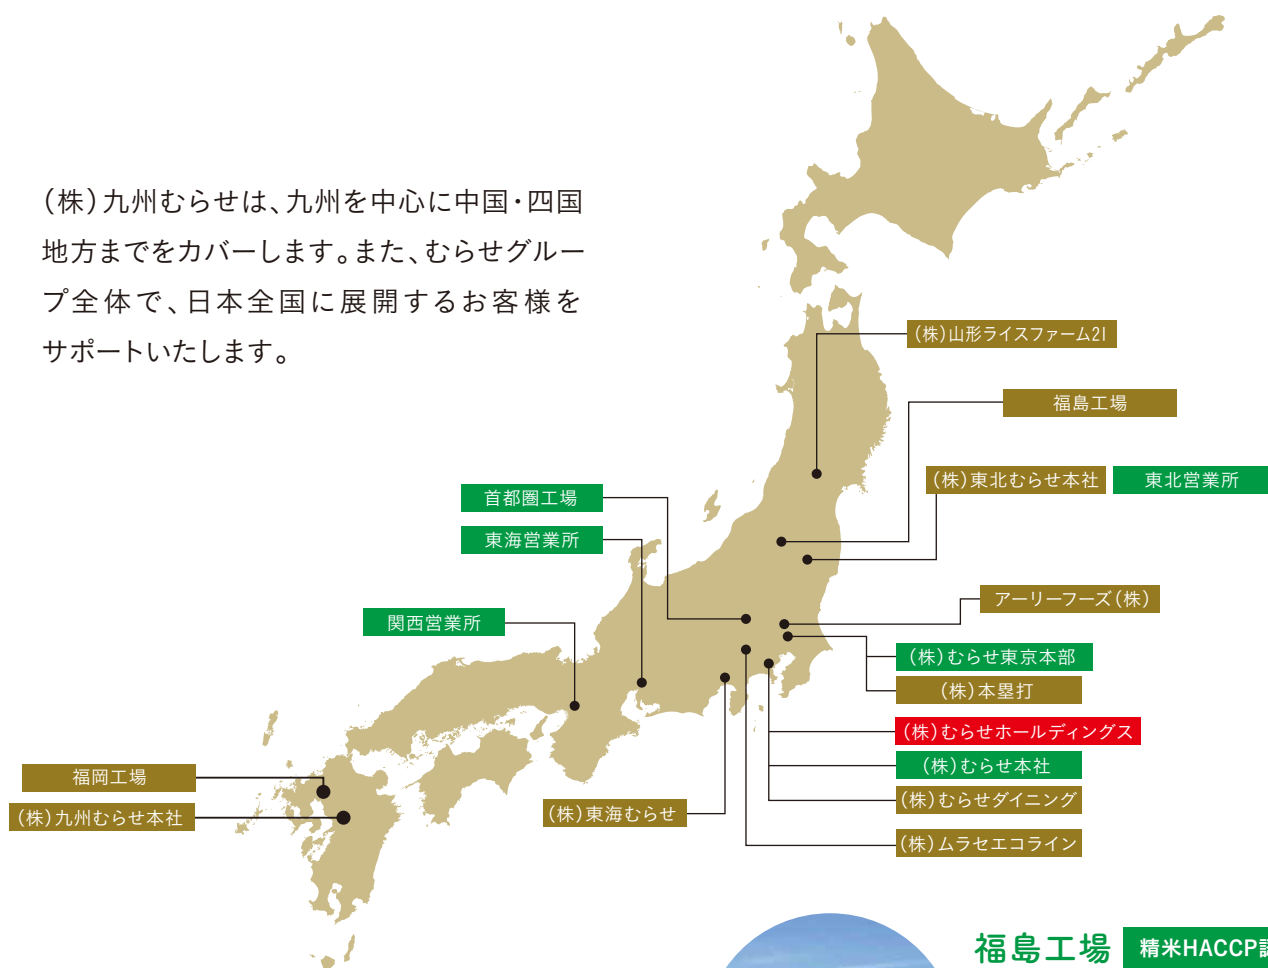 (株)九州むらせは、九州を中心に中国・四国
地方までをカバーします。また、むらせグルー
プ全体で、日本全国に展開するお客様を
サポートいたします。
(株)山形ライスファーム21
福島工場
(株)東北むらせ本社
東北営業所
首都圏工場
東海営業所
アーリーフーズ(株)
関西営業所
(株)むらせ東京本部
(株)本塁打
(株)むらせホールディングス
(株)むらせ本社
福岡工場
(株)むらせダイニング
(株)九州むらせ本社
(株)東海むらせ
(株)ムラセエコライン
福島工場
精米HACCP認